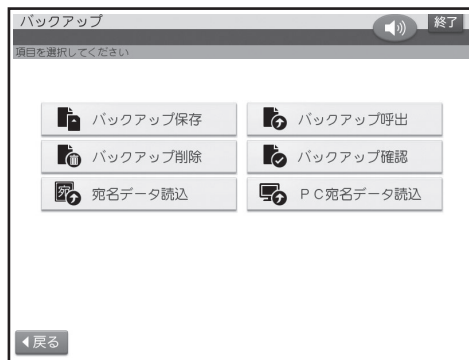 バックアップ
終了
項目を選択してください
バックアップ保存
バックアップ呼出
バックアップ削除
バックアップ確認
宛
宛名データ読込
PC宛名データ読込
戻る